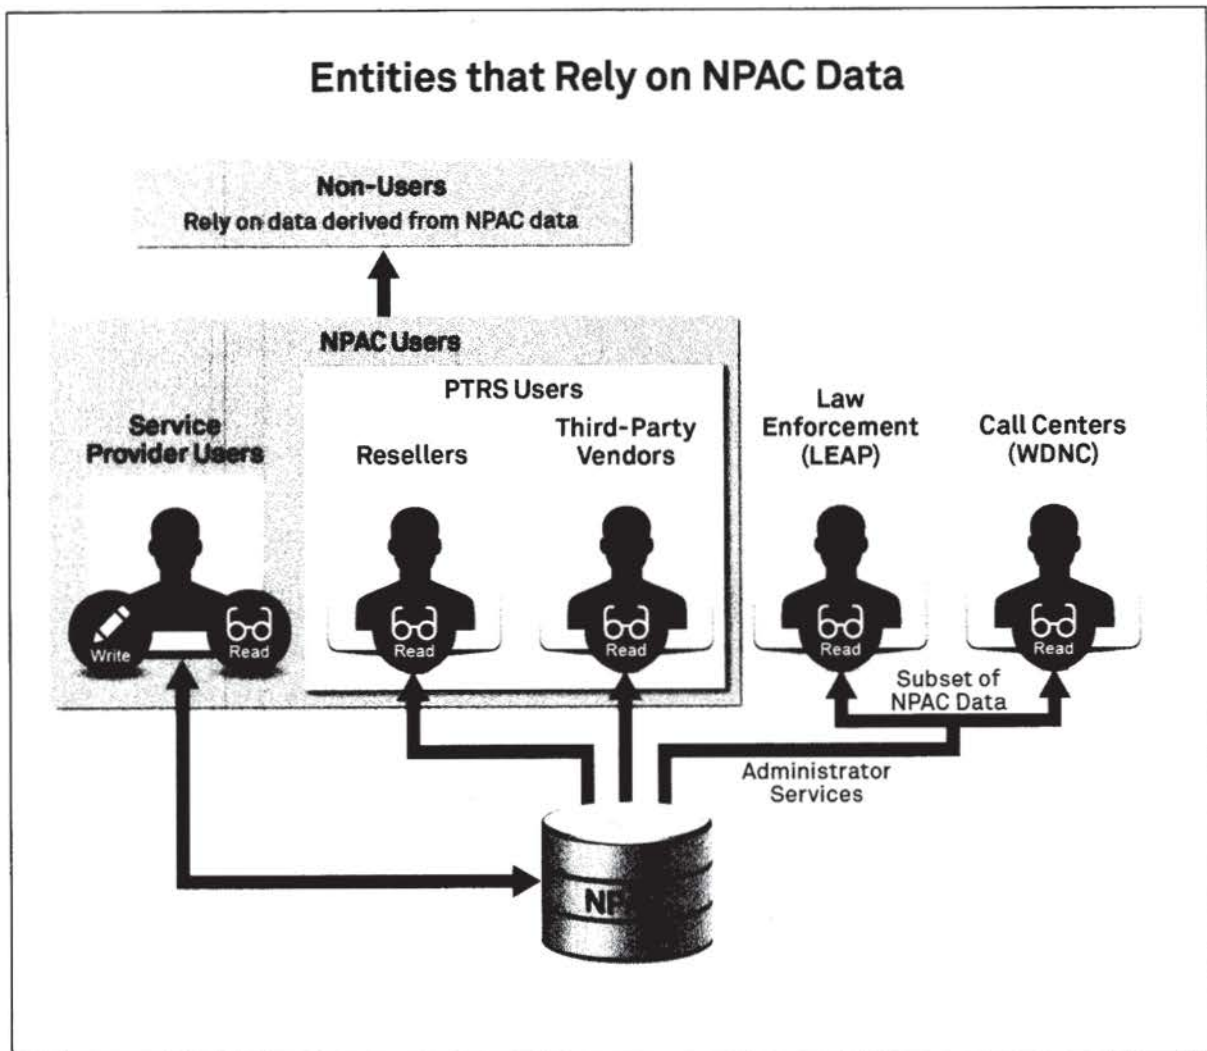 Entities that Rely on NPAC Data
Non-Users
Rely on data derived from NPAC data
NPAC Users
PTRS Users
Service
Provider Users
Resellers
Third-Party
Vendors
Law
Enforcement
(LEAP)
Call Centers
(WDNC)
Write
Read
Read
Read
Read
Read
Subset of
NPAC Data
Administrator
Services